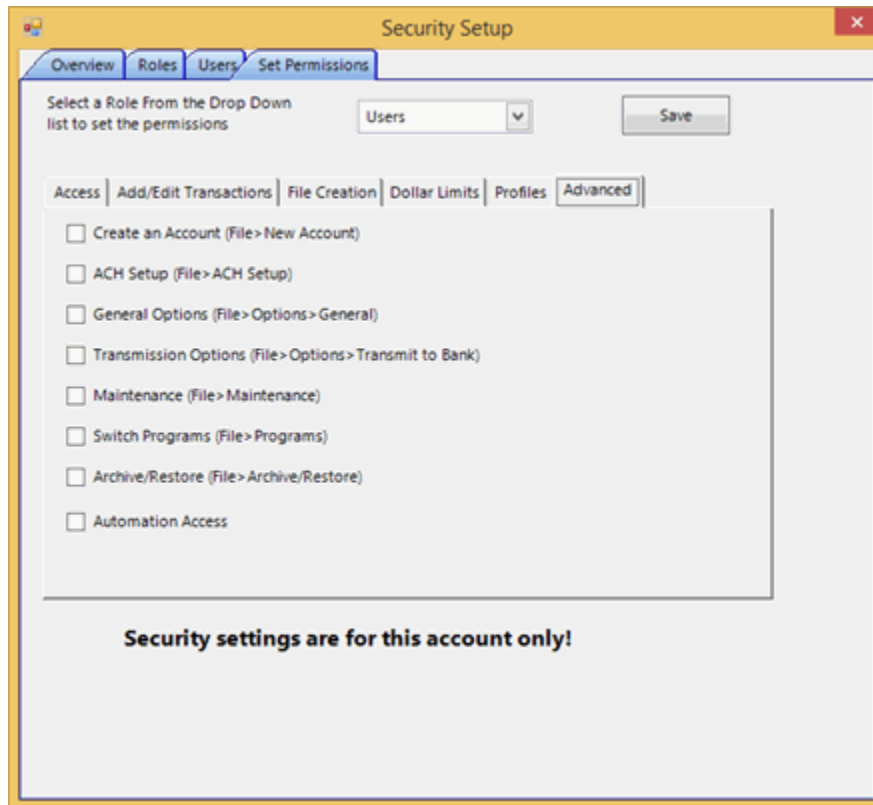 Security Setup
Overview Roles Users Set Permissions
Select a Role From the Drop Down
list to set the permissions
Users
Save
Access Add/Edit Transactions File Creation Dollar Limits Profiles Advanced
Create an Account (File>New Account)
ACH Setup (File>ACH Setup)
General Options (File>Options>General)
Transmission Options (File>Options>Transmit to Bank)
Maintenance (File>Maintenance)
Switch Programs (File>Programs)
Archive/Restore (File>Archive/Restore)
Automation Access
Security settings are for this account only!